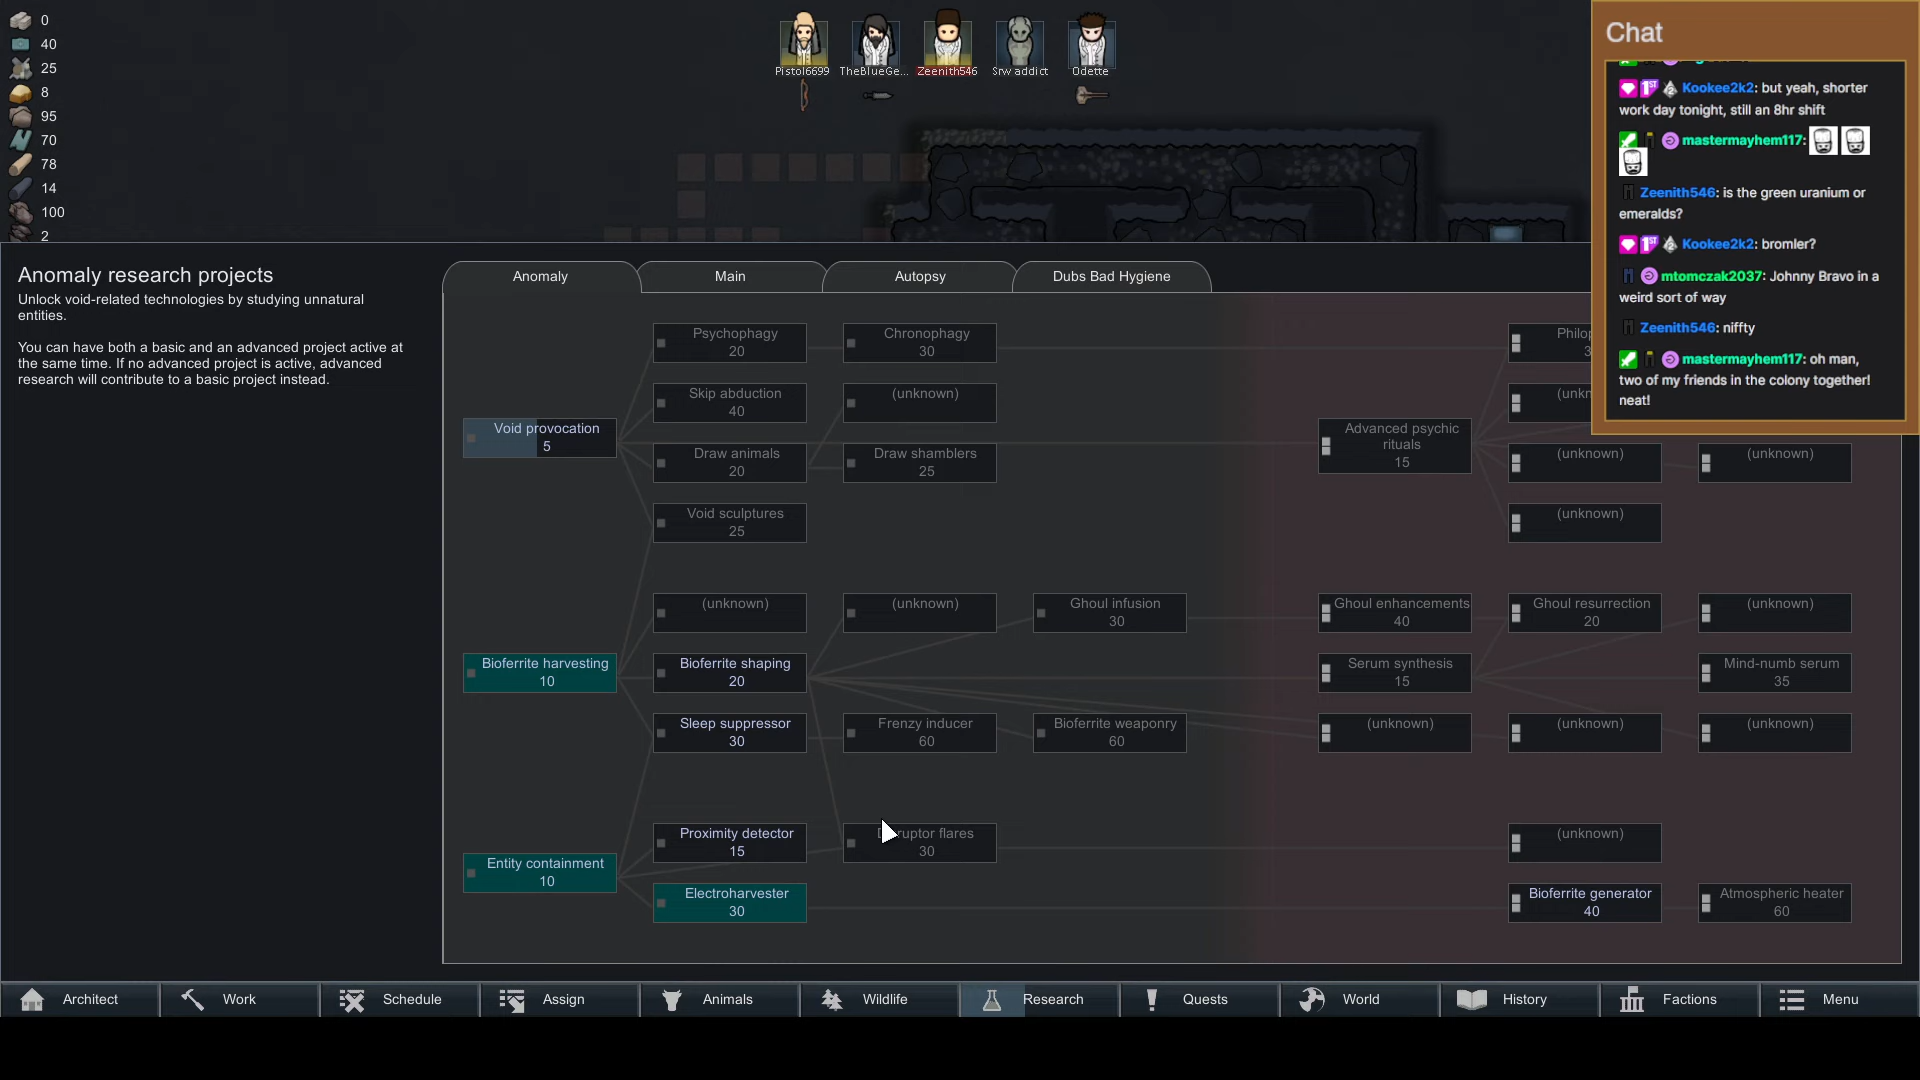 0
40
25
8
95
70
78
14
100
2
Pistol6699
TheBlueGe...
Zeenith546
Srw addict
Odette
Chat
Kookee2k2: but yeah, shorter
work day tonight, still an 8hr shift
mastermayhem117:
Zeenith546: is the green uranium or
emeralds?
Kookee2k2: bromler?
mtomczak2037: Johnny Bravo in a
weird sort of way
Zeenith546: niffty
mastermayhem117: oh man,
two of my friends in the colony together!
neat!
Anomaly research projects
Unlock void-related technologies by studying unnatural
entities.
You can have both a basic and an advanced project active at
the same time. If no advanced project is active, advanced
research will contribute to a basic project instead.
Anomaly
Main
Autopsy
Dubs Bad Hygiene
Psychophagy
20
Chronophagy
30
Skip abduction
40
(unknown)
Void provocation
5
Advanced psychic
rituals
15
Draw animals
20
Draw shamblers
25
(unknown)
(unknown)
Void sculptures
25
(unknown)
(unknown)
(unknown)
Ghoul infusion
30
Ghoul enhancements
40
Ghoul resurrection
20
(unknown)
Bioferrite harvesting
10
Bioferrite shaping
20
Serum synthesis
15
Mind-numb serum
35
Sleep suppressor
30
Frenzy inducer
60
Bioferrite weaponry
60
(unknown)
(unknown)
(unknown)
Proximity detector
15
flares
30
(unknown)
Entity containment
10
Electroharvester
30
Bioferrite generator
40
Atmospheric heater
60
Architect
Work
Schedule
Assign
Animals
Wildlife
Research
Quests
World
History
Factions
Menu